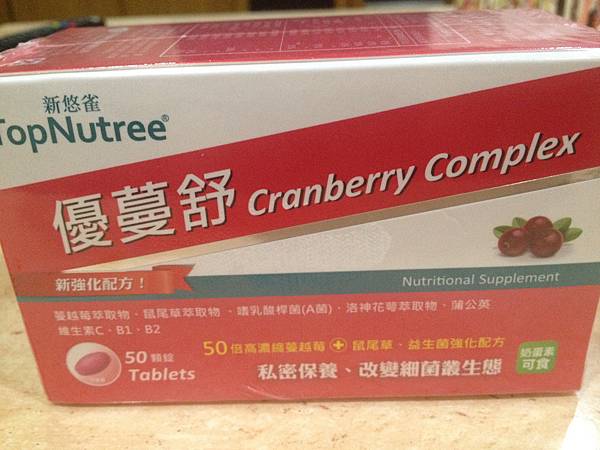 新悠雀
TopNutree®
優蔓舒 Cranberry Complex
新強化配方！
Nutritional Supplement
蔓越莓萃取物．鼠尾草萃取物．嗜乳酸桿菌(A菌)．洛神花萼萃取物．蒲公英
維生素C．B1．B2
50 顆錠
Tablets
50倍高濃縮蔓越莓 + 鼠尾草．益生菌強化配方
私密保養、改變細菌叢生態
奶蛋素
可食